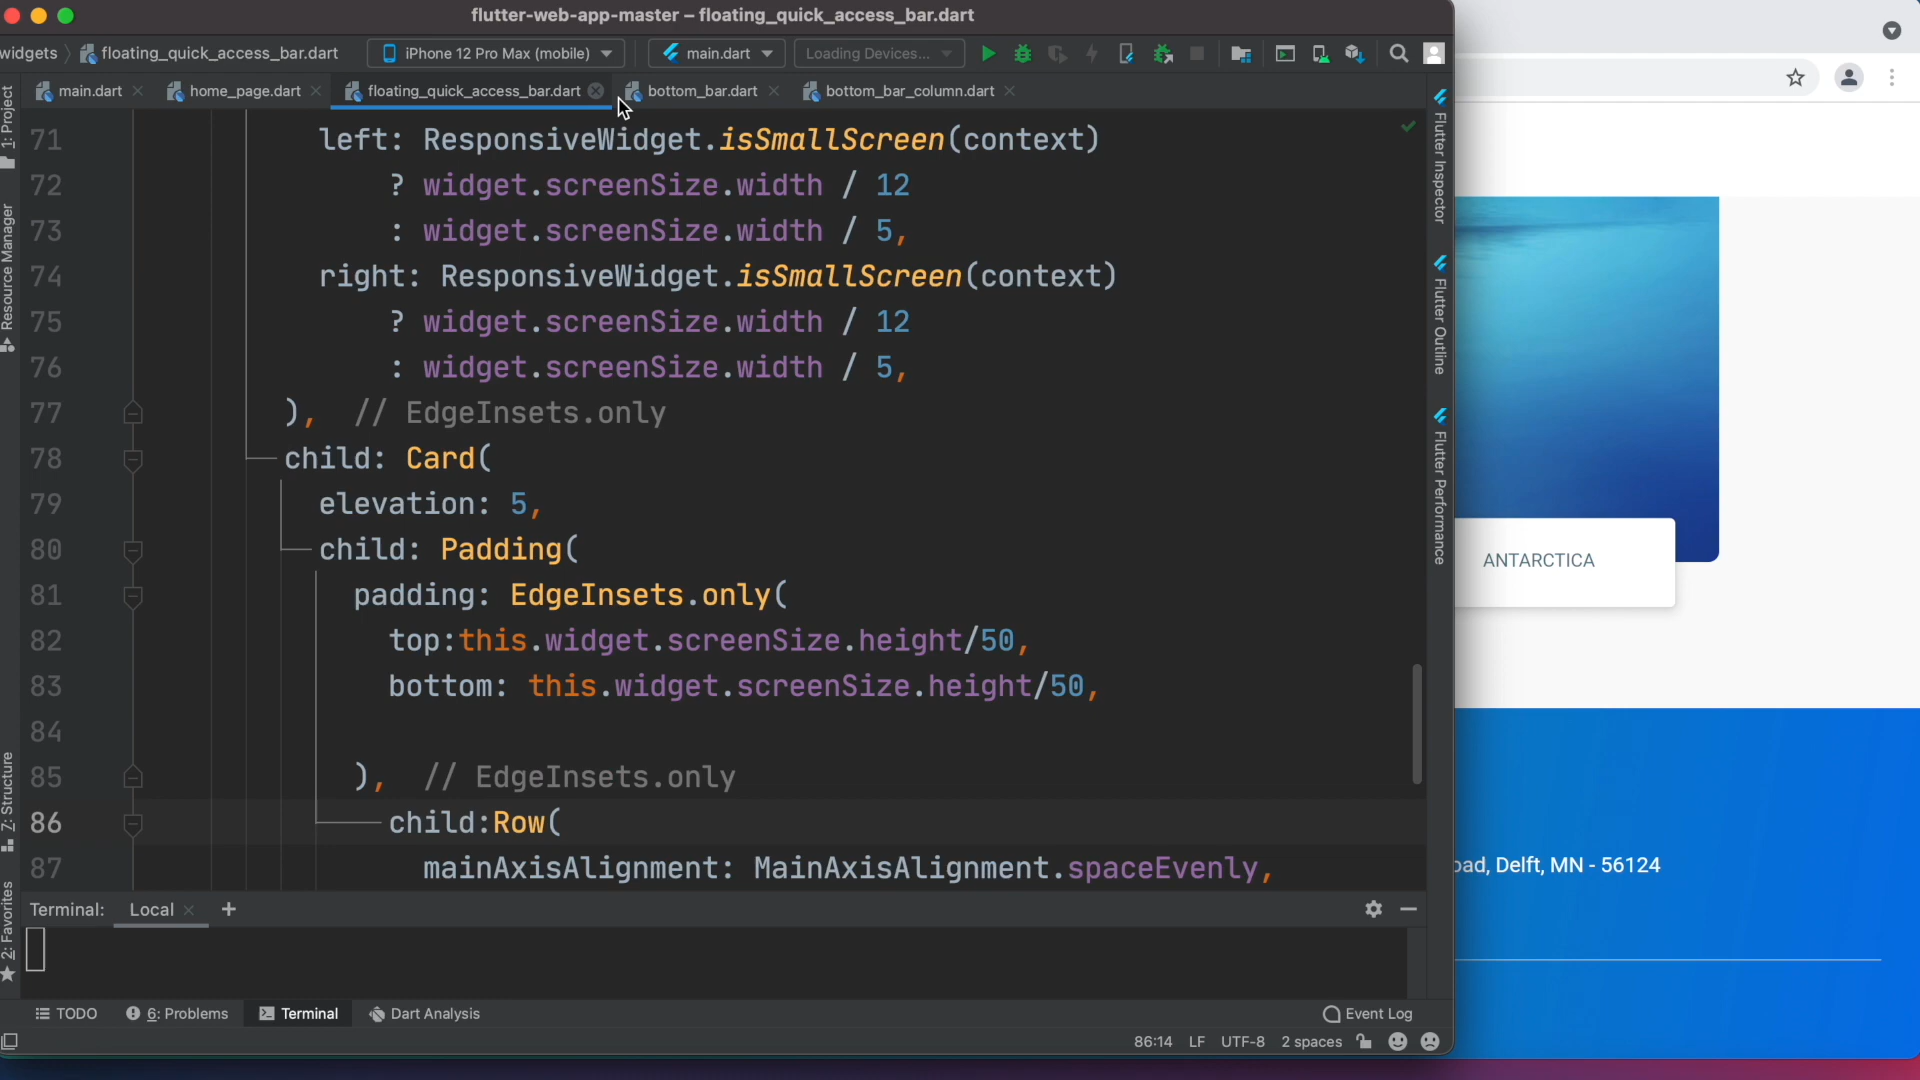 flutter-web-app-master – floating_quick_access_bar.dart
widgets floating_quick_access_bar.dart iPhone 12 Pro Max (mobile) main.dart Loading Devices...
main.dart home_page.dart floating_quick_access_bar.dart bottom_bar.dart bottom_bar_column.dart
1: Project
Resource Manager
Z: Structure
2: Favorites
71 left: ResponsiveWidget.isSmallScreen(context)
72 ? widget.screenSize.width / 12
73 : widget.screenSize.width / 5,
74 right: ResponsiveWidget.isSmallScreen(context)
75 ? widget.screenSize.width / 12
76 : widget.screenSize.width / 5,
77 ), // EdgeInsets.only
78 child: Card(
79 elevation: 5,
80 child: Padding(
81 padding: EdgeInsets.only(
82 top:this.widget.screenSize.height/50,
83 bottom: this.widget.screenSize.height/50,
84
85 ), // EdgeInsets.only
86 child:Row(
87 mainAxisAlignment: MainAxisAlignment.spaceEvenly,
Flutter Inspector
Flutter Outline
Flutter Performance
Terminal: Local +
TODO 6: Problems Terminal Dart Analysis Event Log
86:14 LF UTF-8 2 spaces
ANTARCTICA
oad, Delft, MN - 56124